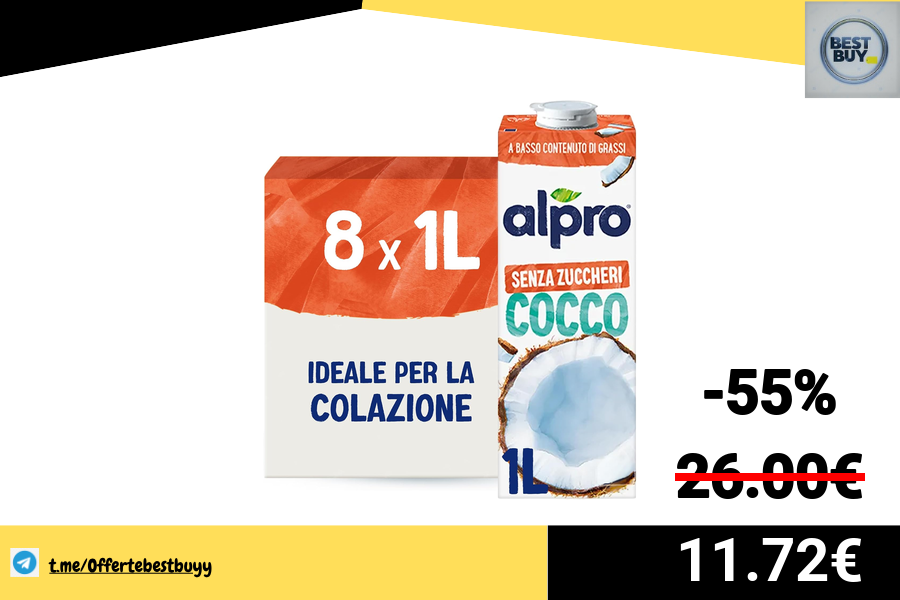 BEST
BUY
A BASSO CONTENUTO DI GRASSI
alpro
SENZA ZUCCHERI
COCCO
1L
8 x 1L
IDEALE PER LA
COLAZIONE
-55%
26.00€
11.72€
t.me/Offertebestbuyy